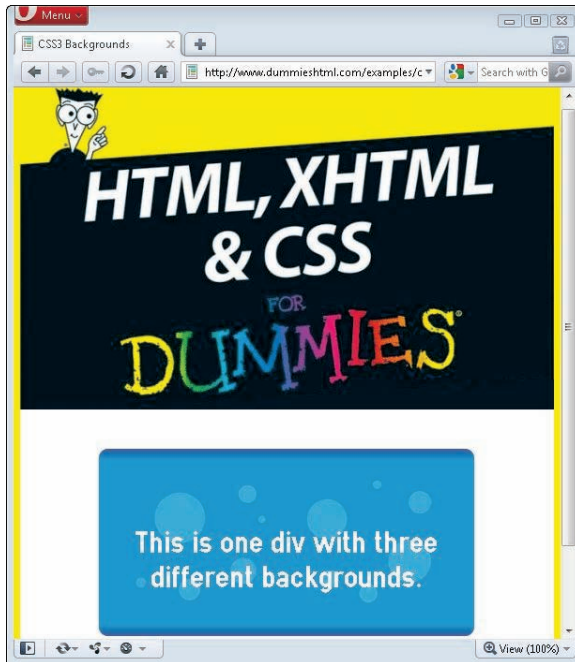 Menu
CSS3 Backgrounds
http://www.dummieshtml.com/examples/c
Search with G
HTML, XHTML
& CSS
FOR
DUMMIES®
This is one div with three
different backgrounds.
View (100%)